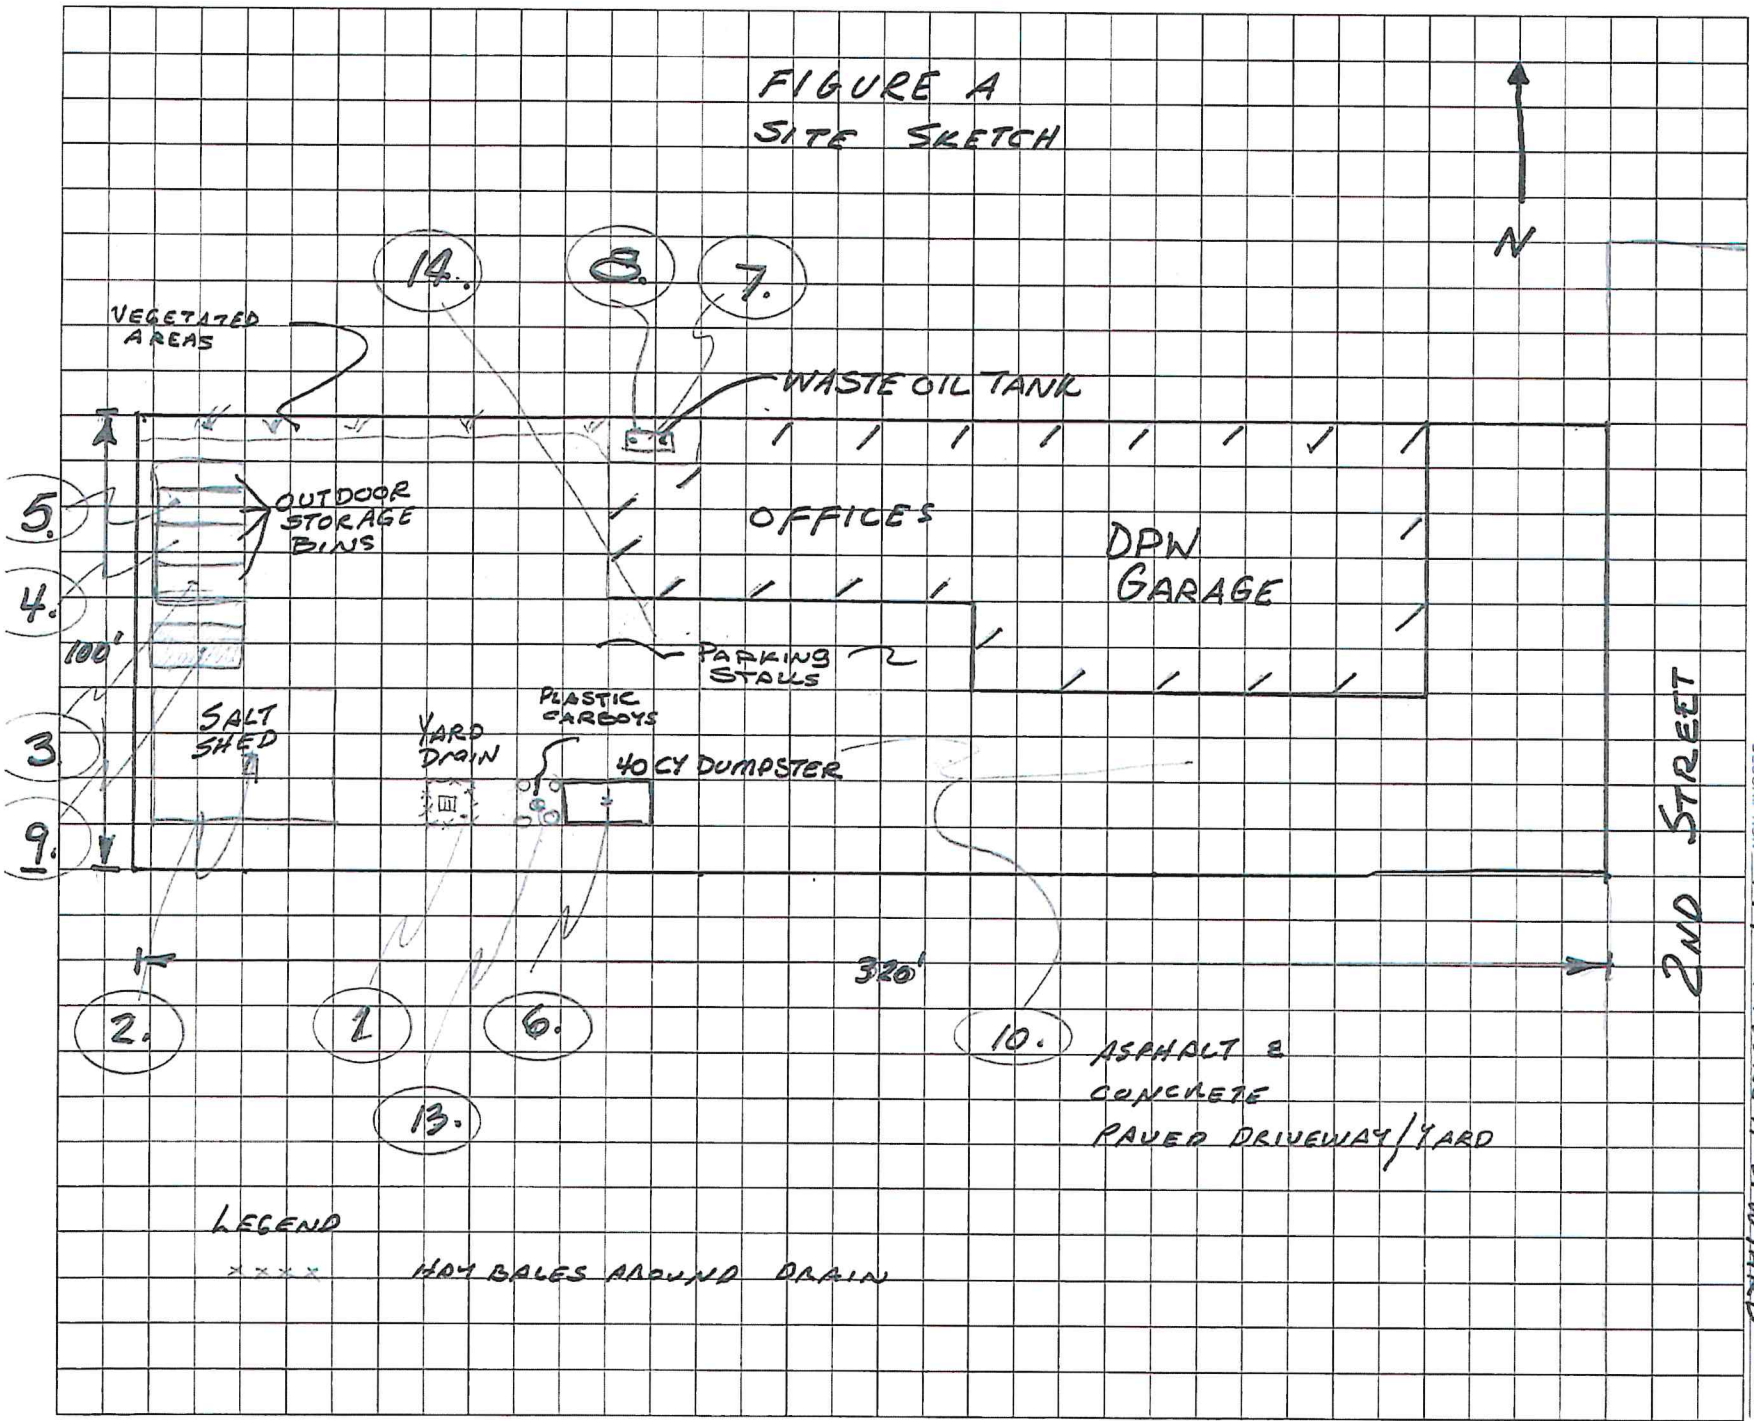 FIGURE A
SITE SKETCH
N
14.
8.
7.
VEGETATED
AREAS
WASTE OIL TANK
5.
OUTDOOR
STORAGE
BINS
OFFICES
DPW
GARAGE
4.
100'
PARKING
STALLS
PLASTIC
CARBOYS
SALT
SHED
YARD
DRAIN
3
40 CY DUMPSTER
9.
2ND STREET
320'
2.
1
6.
10.
ASPHALT &
CONCRETE
PAVED DRIVEWAY/YARD
13.
LEGEND
x x x x HAY BALES AROUND DRAIN